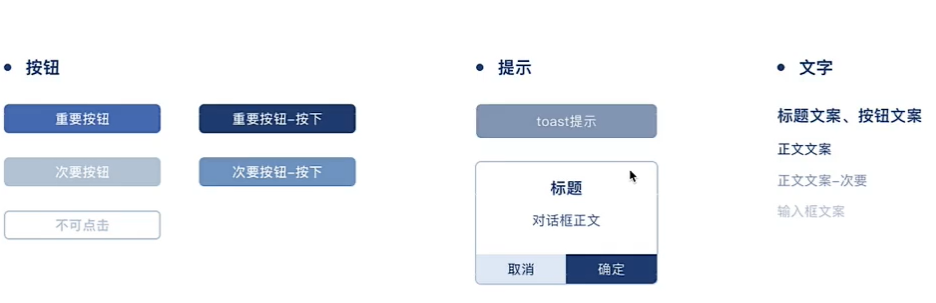 按钮
重要按钮
重要按钮-按下
次要按钮
次要按钮-按下
不可点击
提示
toast提示
标题
对话框正文
取消
确定
文字
标题文案、按钮文案
正文文案
正文文案-次要
输入框文案